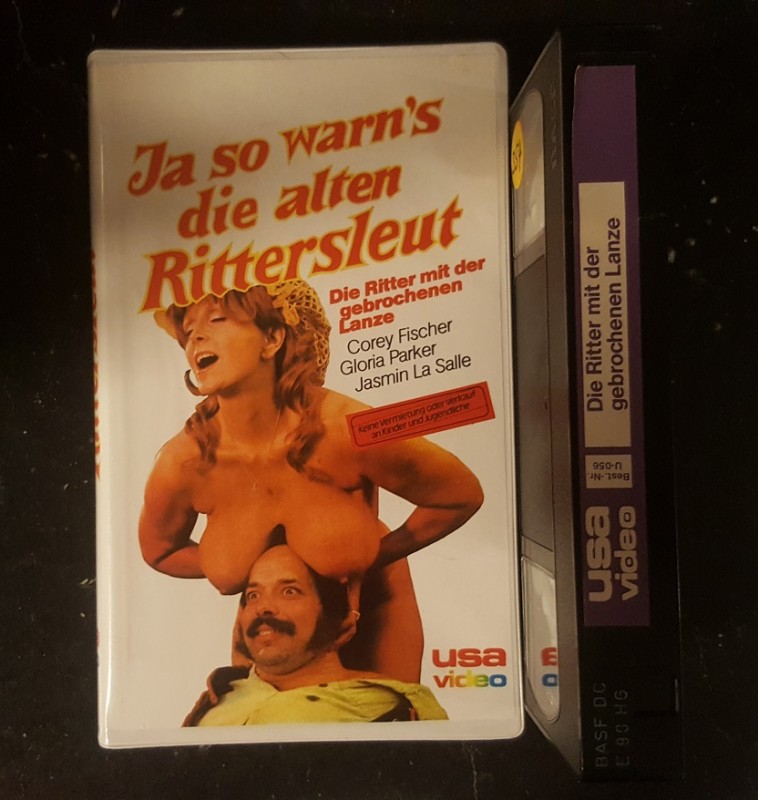 Ja so warn's
die alten
Rittersleut
Die Ritter mit der
gebrochenen
Lanze
Corey Fischer
Gloria Parker
Jasmin La Salle
Keine Vermietung oder Verkauf
an Kinder und Jugendliche
usa
video
Die Ritter mit der
gebrochenen Lanze
Best.-Nr.
U-056
usa
video
BASF DC
E 90 HG